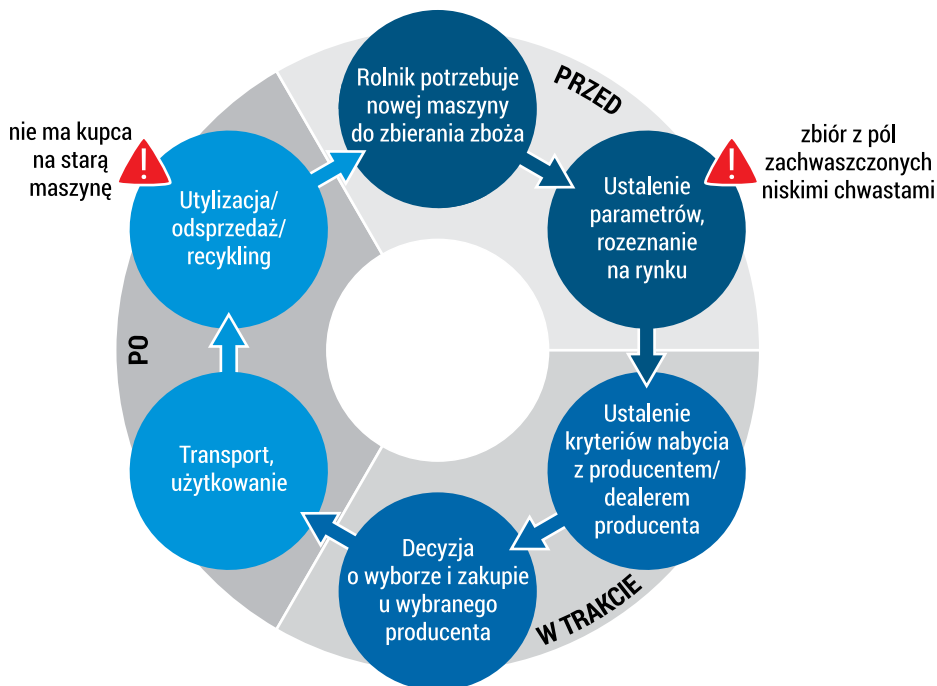 Rolnik potrzebuje
nowej maszyny
do zbierania zboża
PRZED
zbiór z pól
zachwaszczonych
niskimi chwastami
Ustalenie
parametrów,
rozeznanie
na rynku
Ustalenie
kryteriów nabycia
z producentem/
dealerem
producenta
W TRAKCIE
Decyzja
o wyborze i zakupie
u wybranego
producenta
Transport,
użytkowanie
PO
Utylizacja/
odsprzedaż/
recykling
nie ma kupca
na starą
maszynę